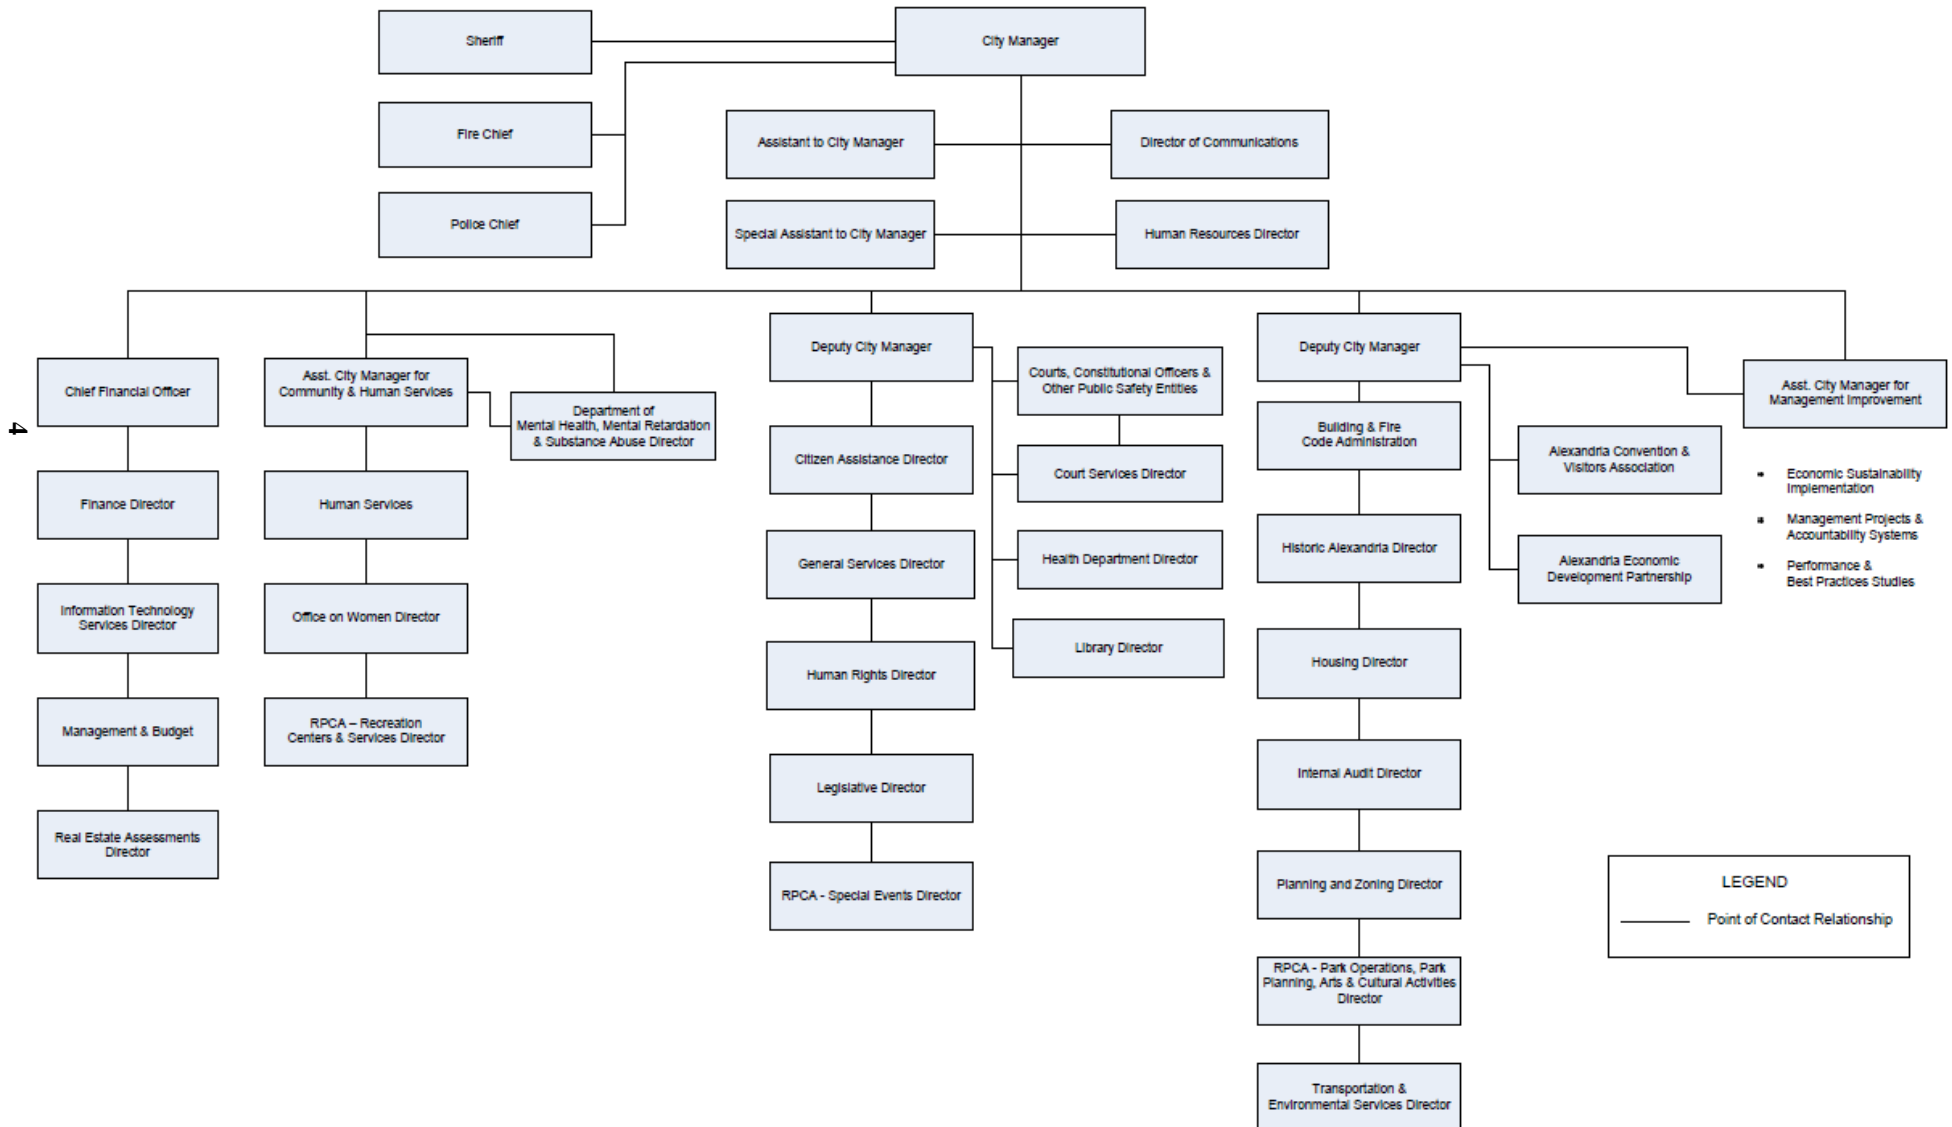 Sheriff
City Manager
Fire Chief
Police Chief
Assistant to City Manager
Director of Communications
Special Assistant to City Manager
Human Resources Director
Chief Financial Officer
Finance Director
Information Technology
Services Director
Management & Budget
Real Estate Assessments
Director
Asst. City Manager for
Community & Human Services
Department of
Mental Health, Mental Retardation
& Substance Abuse Director
Human Services
Office on Women Director
RPCA – Recreation
Centers & Services Director
Deputy City Manager
Citizen Assistance Director
General Services Director
Human Rights Director
Legislative Director
RPCA - Special Events Director
Courts, Constitutional Officers &
Other Public Safety Entities
Court Services Director
Health Department Director
Library Director
Deputy City Manager
Building & Fire
Code Administration
Historic Alexandria Director
Housing Director
Internal Audit Director
Planning and Zoning Director
RPCA - Park Operations, Park
Planning, Arts & Cultural Activities
Director
Transportation &
Environmental Services Director
Alexandria Convention &
Visitors Association
Alexandria Economic
Development Partnership
Asst. City Manager for
Management Improvement
• Economic Sustainability
Implementation
• Management Projects &
Accountability Systems
• Performance &
Best Practices Studies
LEGEND
Point of Contact Relationship
4